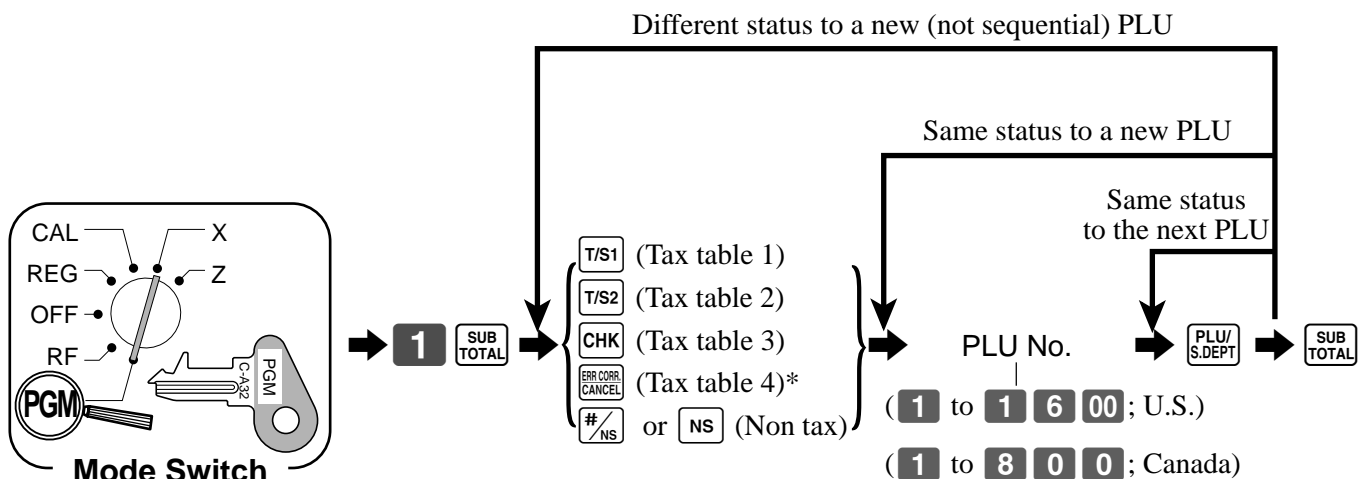 Different status to a new (not sequential) PLU
Same status to a new PLU
Same status
to the next PLU
CAL
X
REG
Z
OFF
RF
PGM
C-A32
PGM
Mode Switch
1
SUB
TOTAL
T/S1 (Tax table 1)
T/S2 (Tax table 2)
CHK (Tax table 3)
ERR CORR.
CANCEL (Tax table 4)*
#/NS or NS (Non tax)
PLU No.
(1 to 1 6 00; U.S.)
(1 to 8 0 0; Canada)
PLU/
S.DEPT
SUB
TOTAL